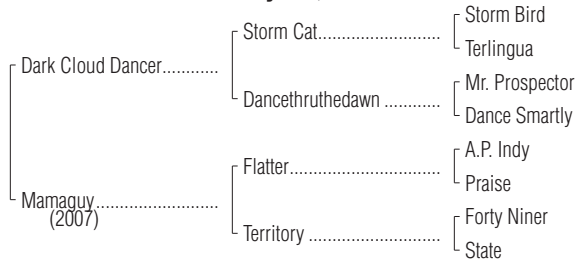 Storm Bird
Storm Cat...........................
Terlingua
Dark Cloud Dancer............
Mr. Prospector
Dancethruthedawn ............
Dance Smartly
A.P. Indy
Flatter.................................
Praise
Mamaguy..........................
(2007)
Forty Niner
Territory ............................
State